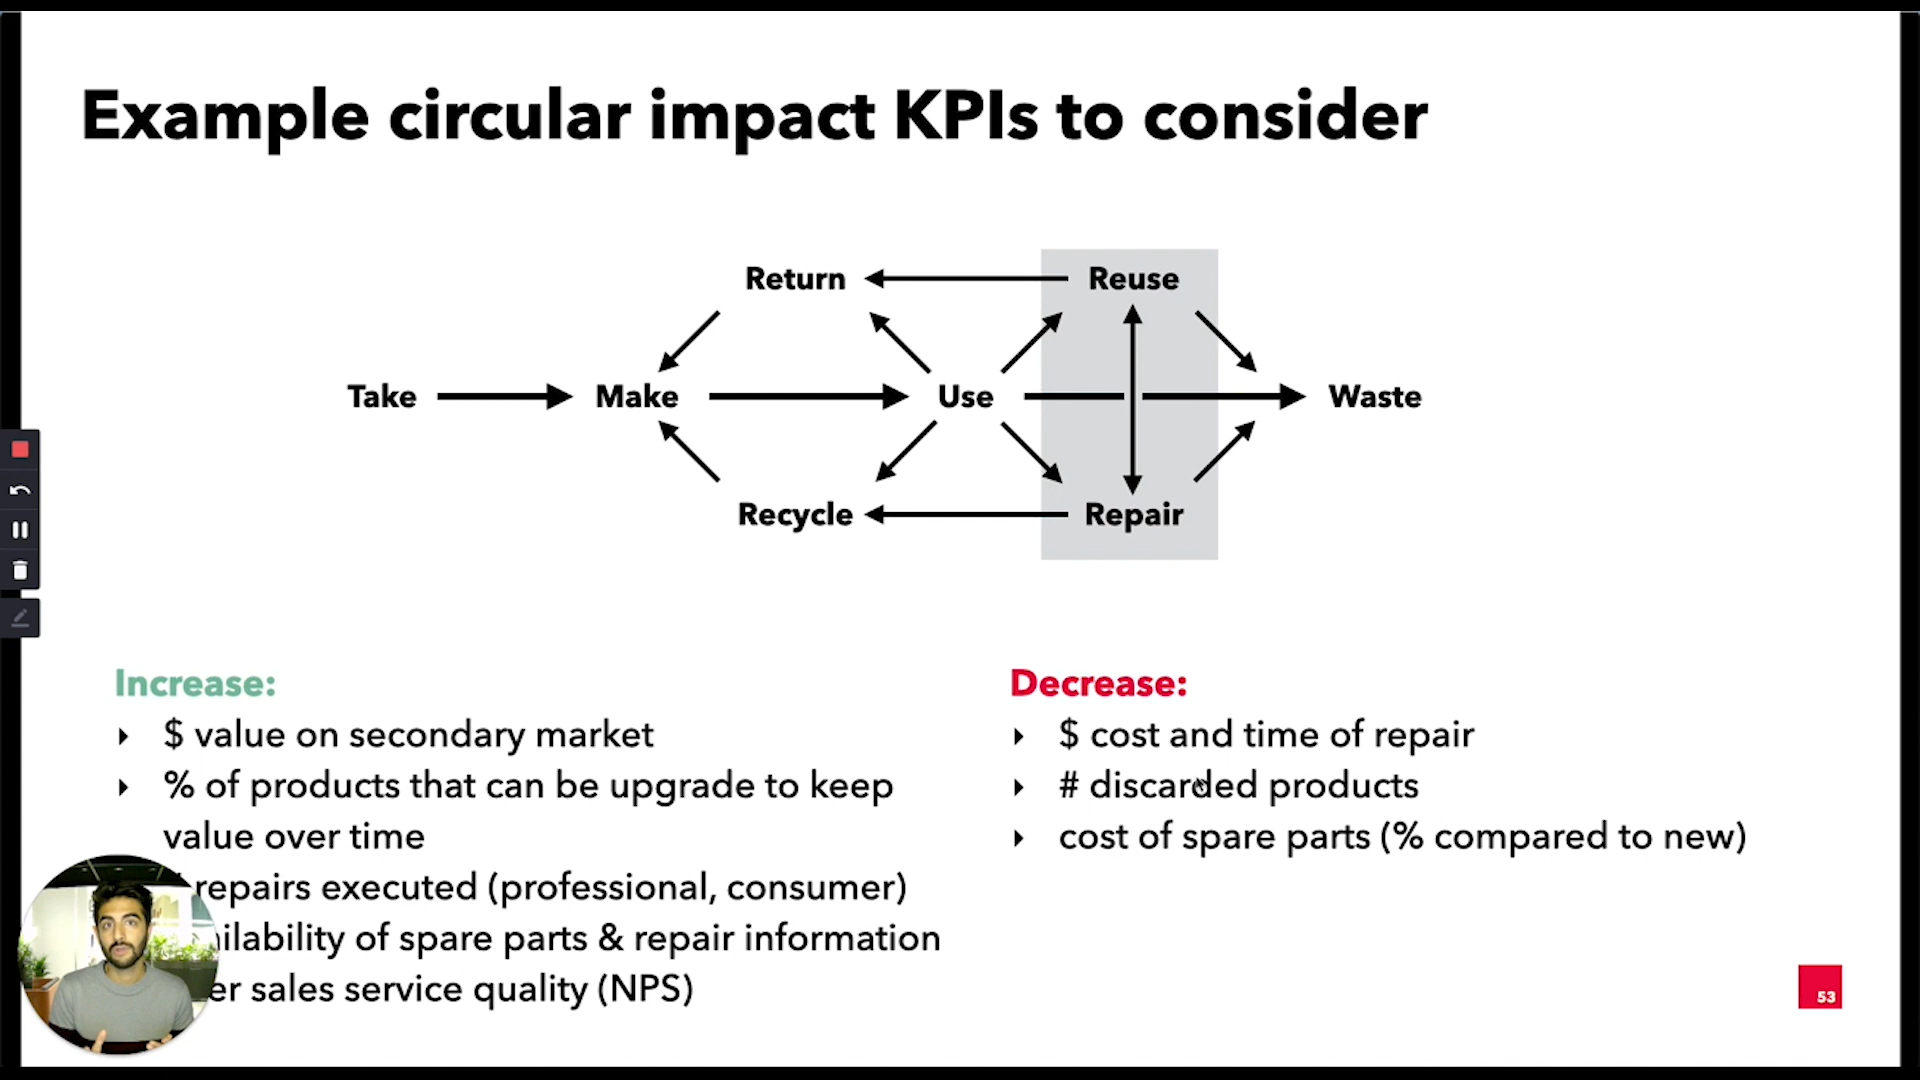 Example circular impact KPIs to consider
Return
Reuse
Take
Make
Use
Waste
Recycle
Repair
Increase:
$ value on secondary market
% of products that can be upgrade to keep
value over time
repairs executed (professional, consumer)
of spare parts & repair information
sales service quality (NPS)
Decrease:
$ cost and time of repair
# discarded products
cost of spare parts (% compared to new)
53